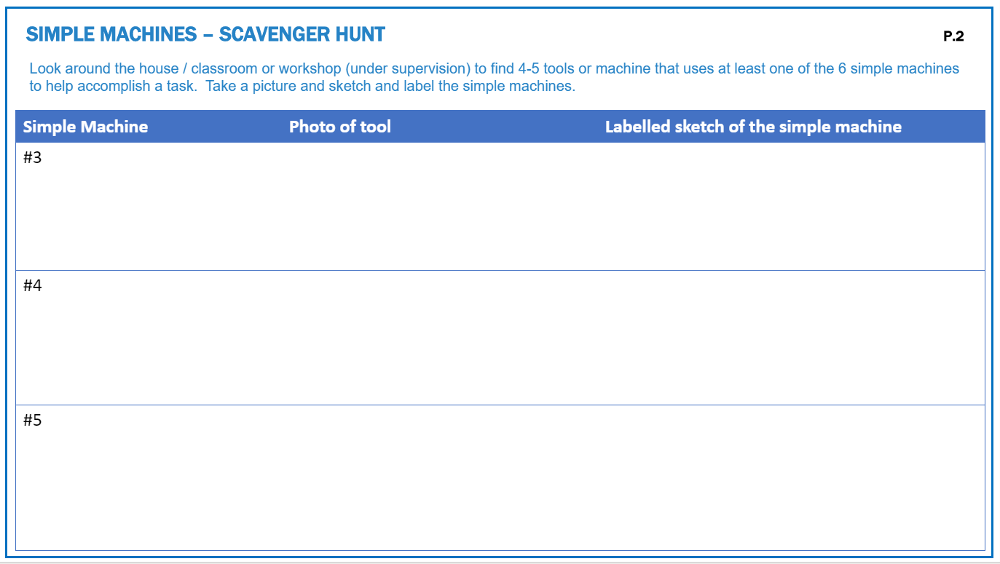 SIMPLE MACHINES – SCAVENGER HUNT
P.2
Look around the house / classroom or workshop (under supervision) to find 4-5 tools or machine that uses at least one of the 6 simple machines
to help accomplish a task.  Take a picture and sketch and label the simple machines.
Simple Machine Photo of tool Labelled sketch of the simple machine
#3
#4
#5